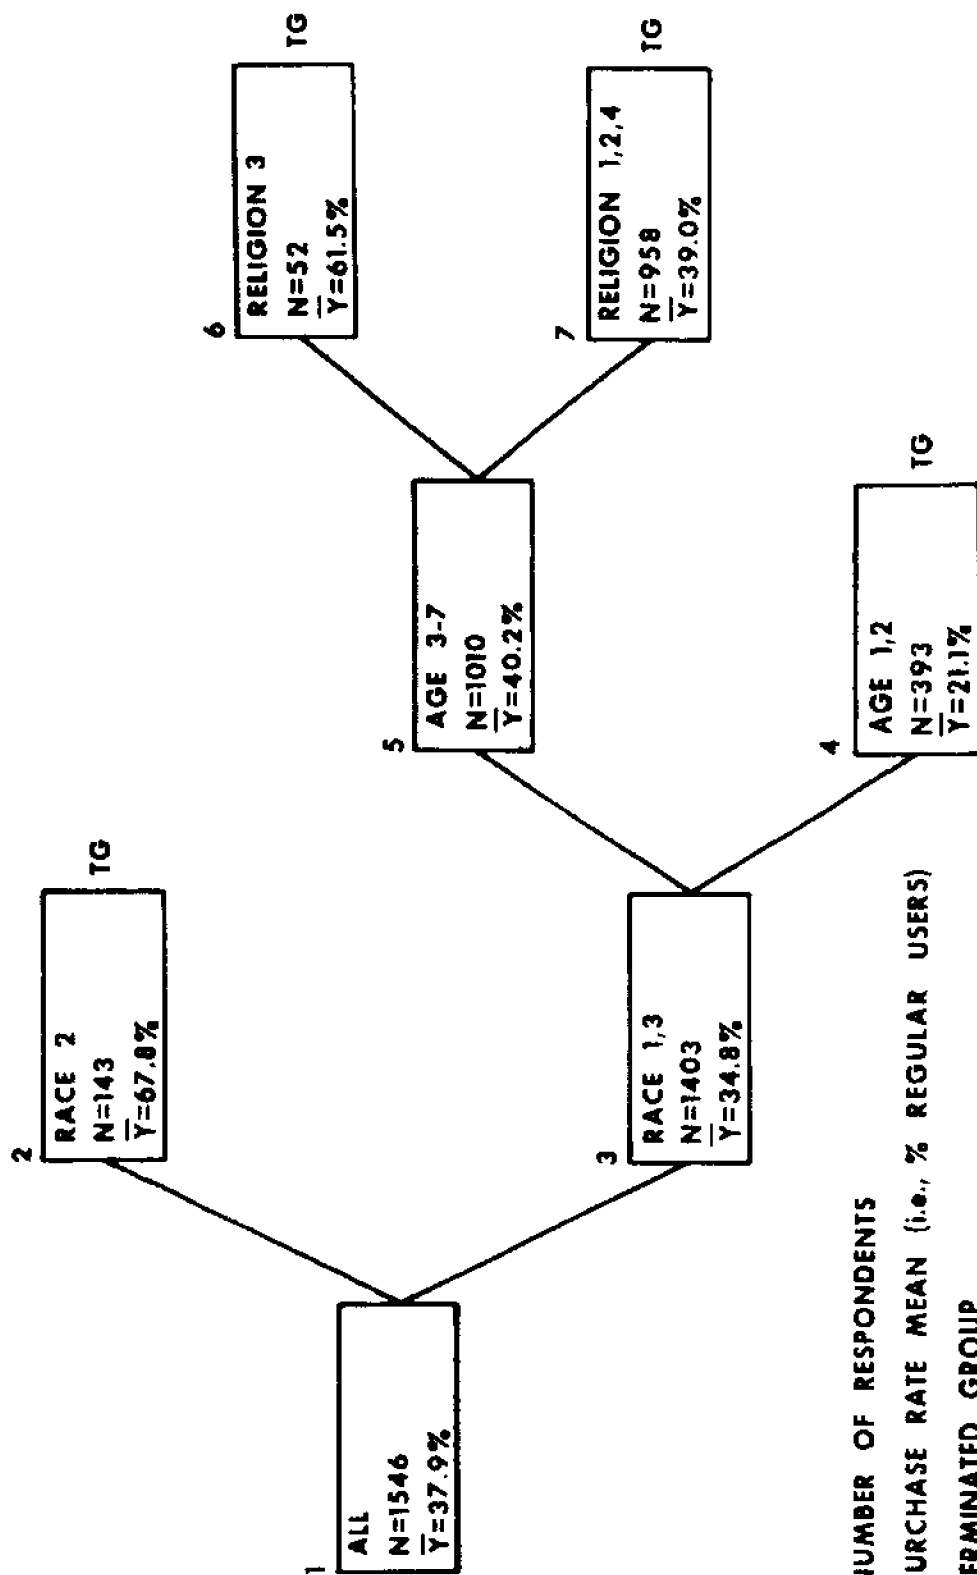 1
ALL
N=1546
Y=37.9%
2
RACE 2
N=143
Y=67.8%
TG
3
RACE 1,3
N=1403
Y=34.8%
5
AGE 3-7
N=1010
Y=40.2%
4
AGE 1,2
N=393
Y=21.1%
TG
6
RELIGION 3
N=52
Y=61.5%
TG
7
RELIGION 1,2,4
N=958
Y=39.0%
TG
NUMBER OF RESPONDENTS
URCHASE RATE MEAN (i.e., % REGULAR USERS)
ERMINATED GROUP